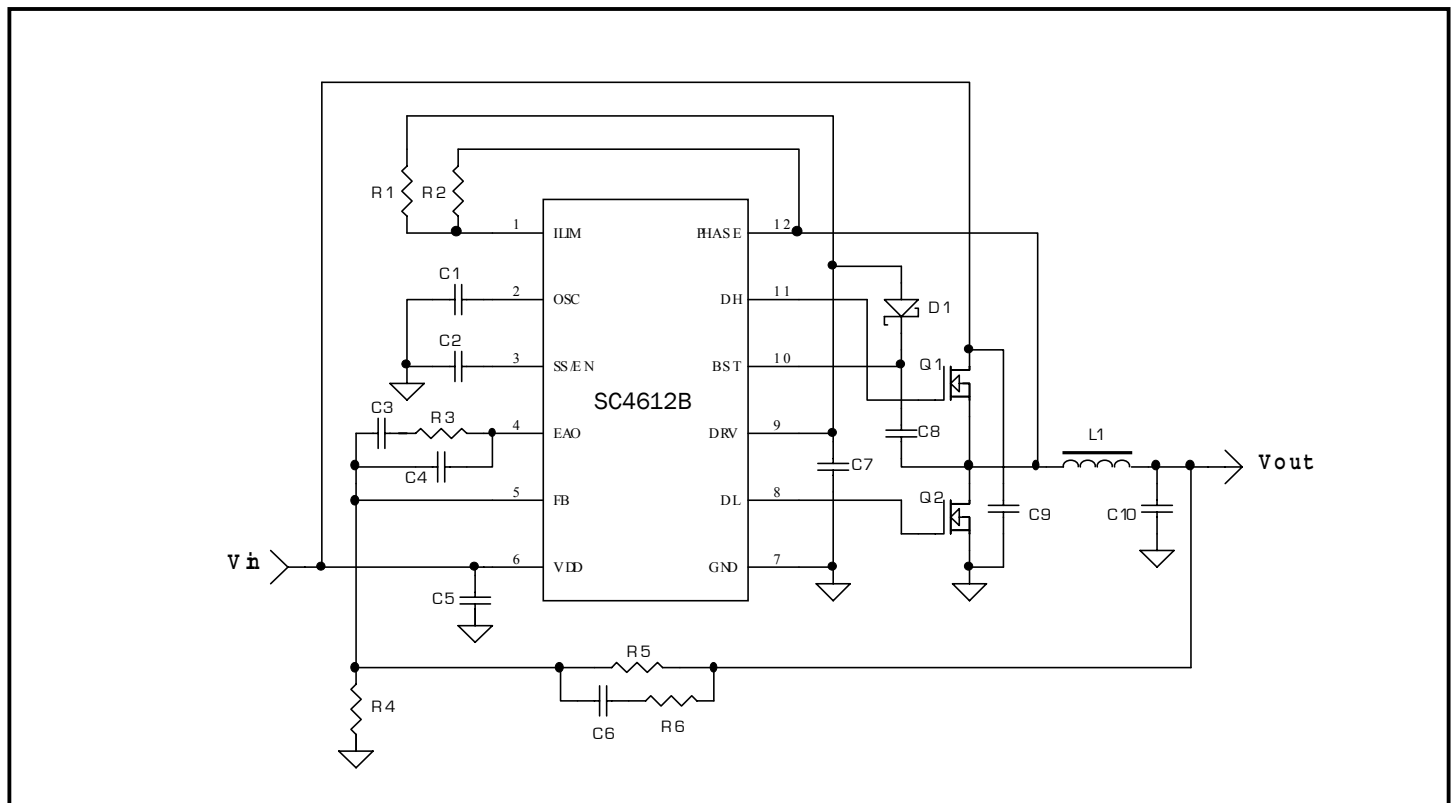 R1
R2
1
ILIM
PHASE
12
C1
2
OSC
DH
11
D1
C2
3
SS/EN
BST
10
Q1
SC4612B
C3
R3
4
EAO
DRV
9
C8
L1
C4
C7
Vout
5
FB
DL
8
Q2
C9
C10
Vin
6
VDD
GND
7
C5
R5
R4
C6
R6